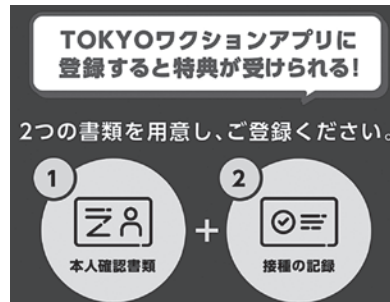 TOKYOワクションアプリに
登録すると特典が受けられる!
2つの書類を用意し、ご登録ください。
1
2
+
本人確認書類
接種の記録